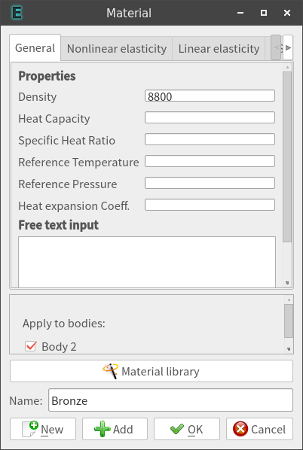 Material
General Nonlinear elasticity Linear elasticity
Properties
Density 8800
Heat Capacity
Specific Heat Ratio
Reference Temperature
Reference Pressure
Heat expansion Coeff.
Free text input
Apply to bodies:
Body 2
Material library
Name: Bronze
New Add OK Cancel